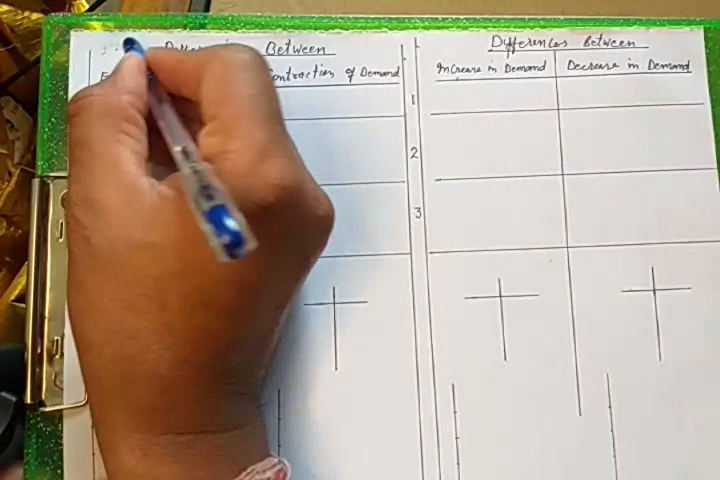 Between
Contraction of Demand
Differences Between
Increase in Demand Decrease in Demand
1
2
3